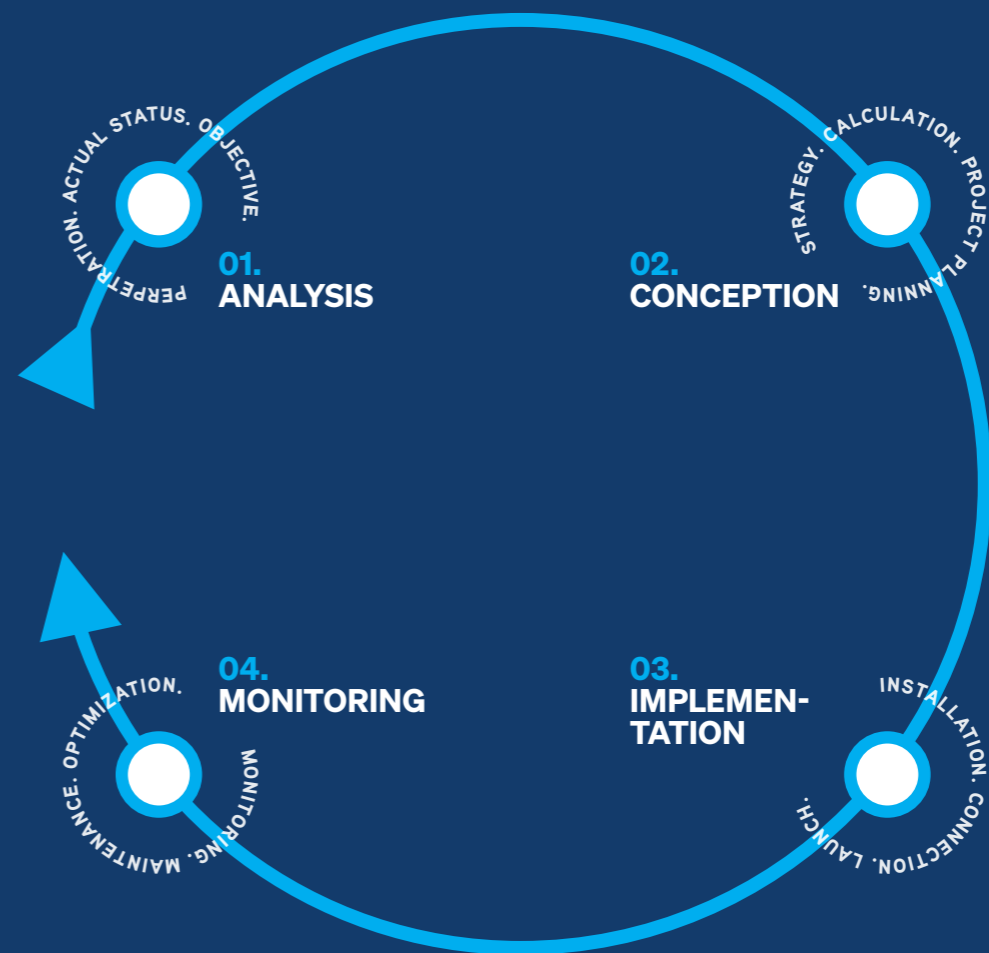 PERPETRATION. ACTUAL STATUS. OBJECTIVE.
01.
ANALYSIS
STRATEGY. CALCULATION. PROJECT PLANNING.
02.
CONCEPTION
INSTALLATION. CONNECTION. LAUNCH.
03.
IMPLEMEN-
TATION
MONITORING. MAINTENANCE. OPTIMIZATION.
04.
MONITORING